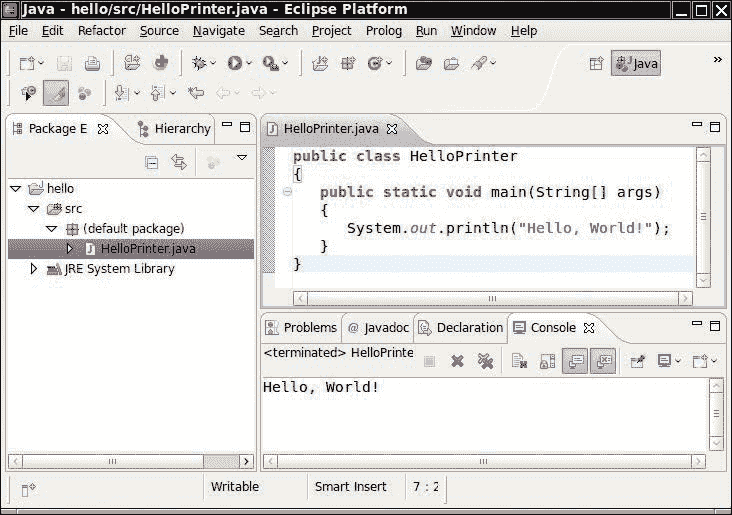 Java - hello/src/HelloPrinter.java - Eclipse Platform
File Edit Refactor Source Navigate Search Project Prolog Run Window Help
Java
»
Package E
Hierarchy
hello
src
(default package)
HelloPrinter.java
JRE System Library
HelloPrinter.java
public class HelloPrinter
{
public static void main(String[] args)
{
System.out.println("Hello, World!");
}
}
Problems @ Javadoc Declaration Console
<terminated> HelloPrinte
Hello, World!
Writable Smart Insert 7 : 2